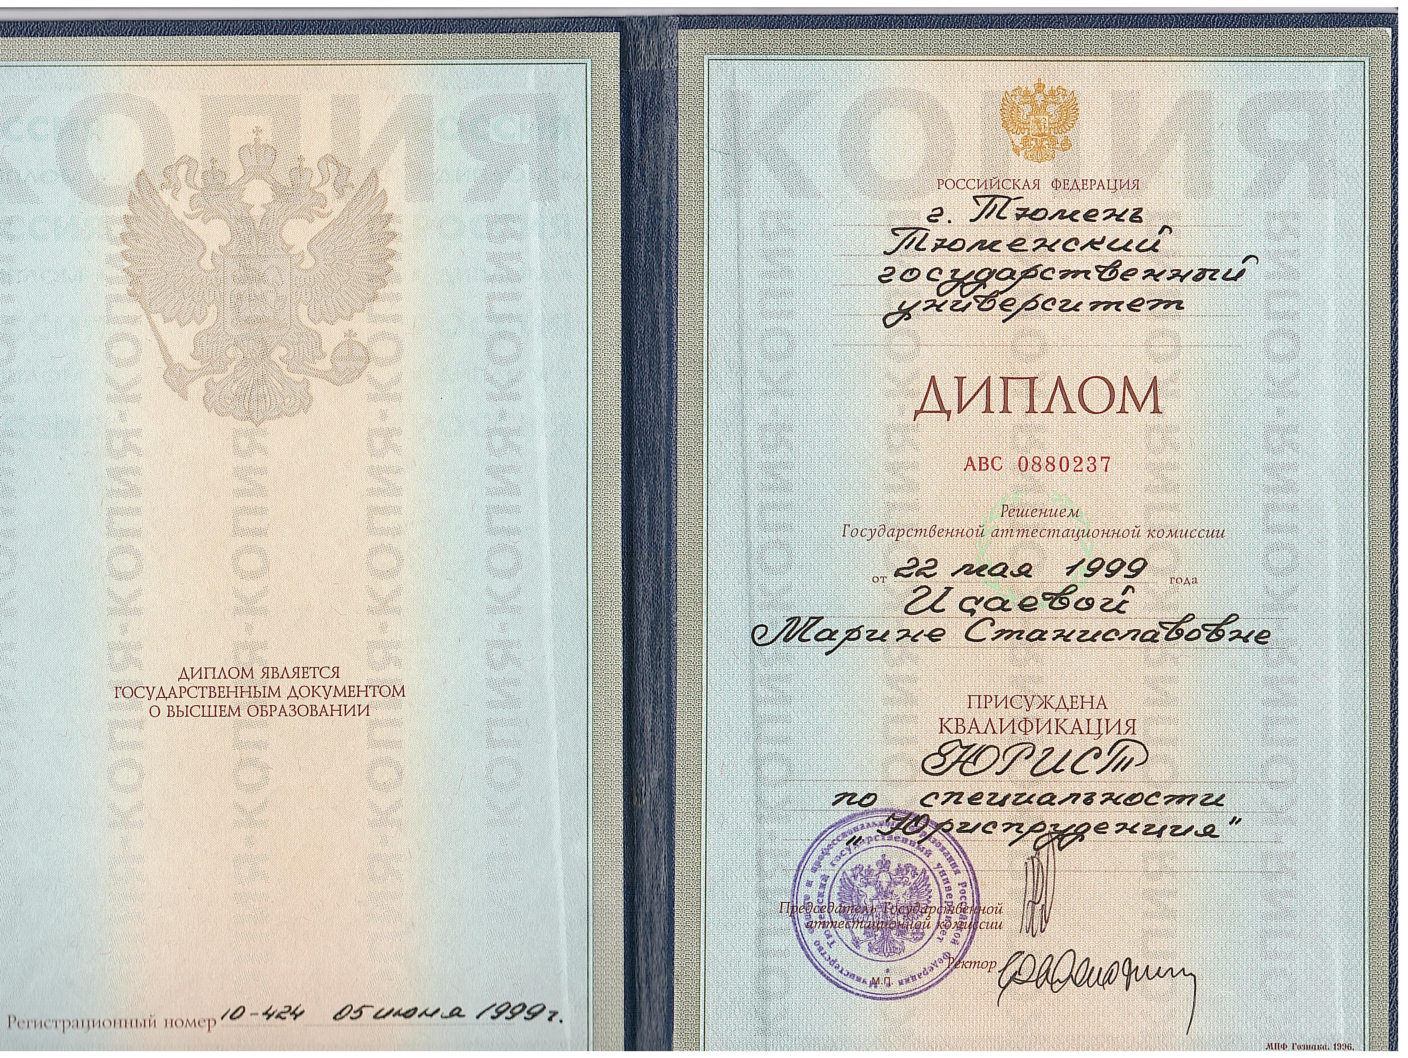 КОПИЯ
ДИПЛОМ ЯВЛЯЕТСЯ
ГОСУДАРСТВЕННЫМ ДОКУМЕНТОМ
О ВЫСШЕМ ОБРАЗОВАНИИ
Регистрационный номер 10-424 05 июня 1999г.
КОПИЯ
РОССИЙСКАЯ ФЕДЕРАЦИЯ
г. Тюмень
Тюменский
государственный
университет
ДИПЛОМ
АВС 0880237
Решением
Государственной аттестационной комиссии
от 22 мая 1999 года
Исаевой
Марине Станиславовне
ПРИСУЖДЕНА
КВАЛИФИКАЦИЯ
ЮРИСТ
по специальности
„Юриспруденция"
Председатель Государственной
аттестационной комиссии
Ректор
М.П.
МПФ Гознака. 1996.